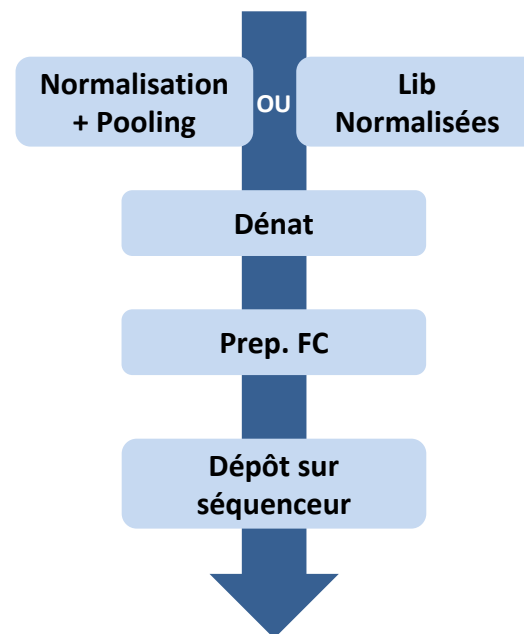 Normalisation
+ Pooling
OU
Lib
Normalisées
Dénat
Prep. FC
Dépôt sur
séquenceur